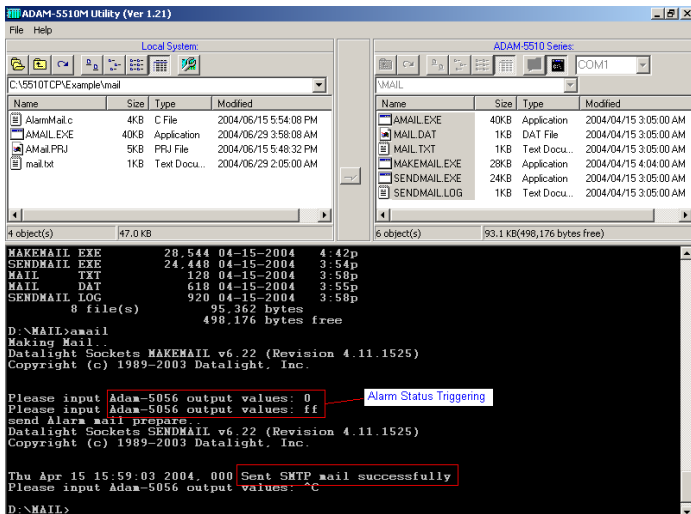 ADAM-5510M Utility (Ver 1.21)
File Help
Local System:
ADAM-5510 Series:
COM1
C:\5510TCP\Example\mail
\MAIL
Name Size Type Modified
AlarmMail.c 4KB C File 2004/06/15 5:54:08 PM
AMAIL.EXE 40KB Application 2004/06/29 3:58:08 AM
AMail.PRJ 5KB PRJ File 2004/06/15 5:48:32 PM
mail.txt 1KB Text Docu... 2004/06/29 2:05:00 AM
4 object(s) 47.0 KB
Name Size Type Modified
AMAIL.EXE 40KB Application 2004/04/15 3:05:00 AM
MAIL.DAT 1KB DAT File 2004/04/15 3:05:00 AM
MAIL.TXT 1KB Text Docu... 2004/04/15 3:05:00 AM
MAKEMAIL.EXE 28KB Application 2004/04/15 4:04:00 AM
SENDMAIL.EXE 24KB Application 2004/04/15 3:05:00 AM
SENDMAIL.LOG 1KB Text Docu... 2004/04/15 3:05:00 AM
6 object(s) 93.1 KB(498,176 bytes free)
MAKEMAIL EXE 28,544 04-15-2004 4:42p
SENDMAIL EXE 24,448 04-15-2004 3:54p
MAIL TXT 128 04-15-2004 3:58p
MAIL DAT 618 04-15-2004 3:55p
SENDMAIL LOG 920 04-15-2004 3:58p
8 file(s) 95,362 bytes
498,176 bytes free
D:\MAIL>amail
Making Mail..
Datalight Sockets MAKEMAIL v6.22 (Revision 4.11.1525)
Copyright (c) 1989-2003 Datalight, Inc.
Please input Adam-5056 output values: 0
Alarm Status Triggering
Please input Adam-5056 output values: ff
send Alarm mail prepare..
Datalight Sockets SENDMAIL v6.22 (Revision 4.11.1525)
Copyright (c) 1989-2003 Datalight, Inc.
Thu Apr 15 15:59:03 2004, 000 Sent SMTP mail successfully
Please input Adam-5056 output values: ^C
D:\MAIL>